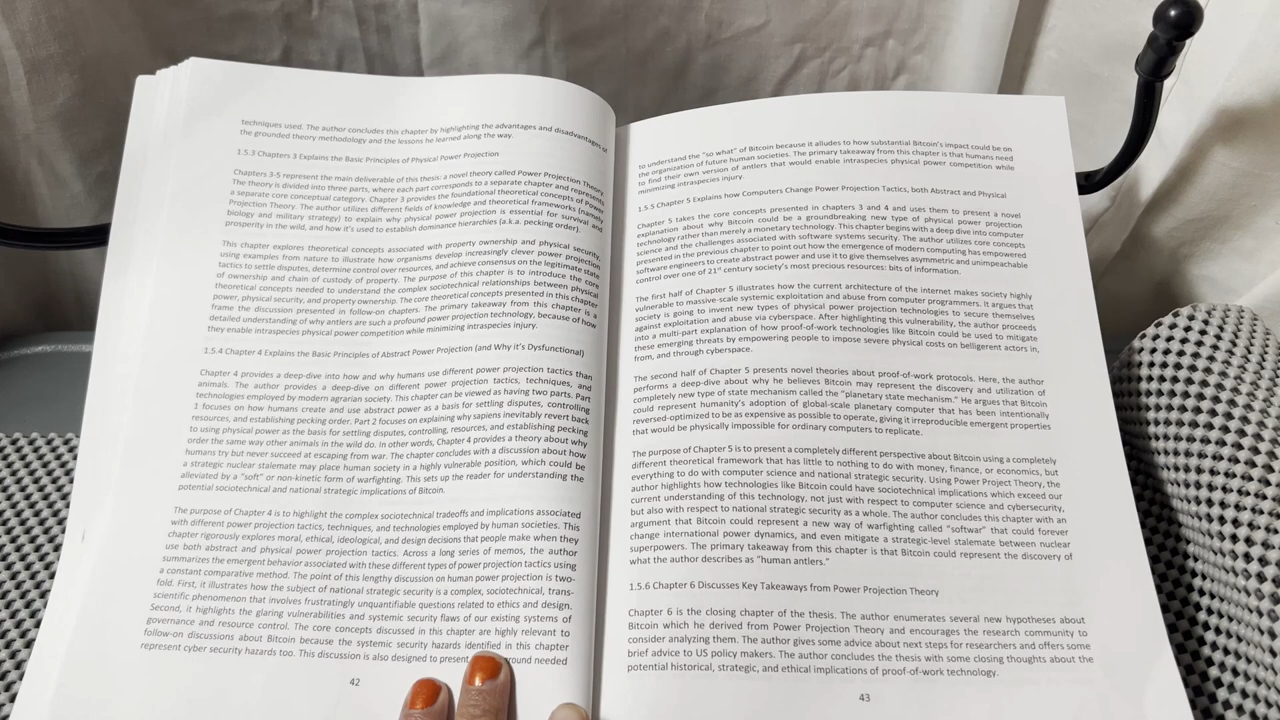 techniques used. The author concludes this chapter by highlighting the advantages and disadvantages of
the grounded theory methodology and the lessons he learned along the way.
1.5.3 Chapters 3 Explains the Basic Principles of Physical Power Projection
Chapters 3-5 represent the main deliverable of this thesis: a novel theory called Power Projection Theory.
The theory is divided into three parts, where each part corresponds to a separate chapter and represents
a separate core conceptual category. Chapter 3 provides the foundational theoretical concepts of Power
Projection Theory. The author utilizes different fields of knowledge and theoretical frameworks (namely
biology and military strategy) to explain why physical power projection is essential for survival and
prosperity in the wild, and how it's used to establish dominance hierarchies (a.k.a. pecking order).
This chapter explores theoretical concepts associated with property ownership and physical security,
using examples from nature to illustrate how organisms develop increasingly clever power projection
tactics to settle disputes, determine control over resources, and achieve consensus on the legitimate state
of ownership and chain of custody of property. The purpose of this chapter is to introduce the core
theoretical concepts needed to understand the complex sociotechnical relationships between physical
power, physical security, and property ownership. The core theoretical concepts presented in this chapter
frame the discussion presented in follow-on chapters. The primary takeaway from this chapter is a
detailed understanding of why antlers are such a profound power projection technology, because of how
they enable intraspecies physical power competition while minimizing intraspecies injury.
1.5.4 Chapter 4 Explains the Basic Principles of Abstract Power Projection (and Why it's Dysfunctional)
Chapter 4 provides a deep-dive into how and why humans use different power projection tactics than
animals. The author provides a deep-dive on different power projection tactics, techniques, and
technologies employed by modern agrarian society. This chapter can be viewed as having two parts. Part
1 focuses on how humans create and use abstract power as a basis for settling disputes, controlling
resources, and establishing pecking order. Part 2 focuses on explaining why sapiens inevitably revert back
to using physical power as the basis for settling disputes, controlling, resources, and establishing pecking
order the same way other animals in the wild do. In other words, Chapter 4 provides a theory about why
humans try but never succeed at escaping from war. The chapter concludes with a discussion about how
a strategic nuclear stalemate may place human society in a highly vulnerable position, which could be
alleviated by a "soft" or non-kinetic form of warfighting. This sets up the reader for understanding the
potential sociotechnical and national strategic implications of Bitcoin.
The purpose of Chapter 4 is to highlight the complex sociotechnical tradeoffs and implications associated
with different power projection tactics, techniques, and technologies employed by human societies. This
chapter rigorously explores moral, ethical, ideological, and design decisions that people make when they
use both abstract and physical power projection tactics. Across a long series of memos, the author
summarizes the emergent behavior associated with these different types of power projection tactics using
a constant comparative method. The point of this lengthy discussion on human power projection is two-
fold. First, it illustrates how the subject of national strategic security is a complex, sociotechnical, trans-
scientific phenomenon that involves frustratingly unquantifiable questions related to ethics and design.
Second, it highlights the glaring vulnerabilities and systemic security flaws of our existing systems of
governance and resource control. The core concepts discussed in this chapter are highly relevant to
follow-on discussions about Bitcoin because the systemic security hazards identified in this chapter
represent cyber security hazards too. This discussion is also designed to present round needed
42
to understand the "so what" of Bitcoin because it alludes to how substantial Bitcoin's impact could be on
the organization of future human societies. The primary takeaway from this chapter is that humans need
to find their own version of antlers that would enable intraspecies physical power competition while
minimizing intraspecies injury.
1.5.5 Chapter 5 Explains how Computers Change Power Projection Tactics, both Abstract and Physical
Chapter 5 takes the core concepts presented in chapters 3 and 4 and uses them to present a novel
explanation about why Bitcoin could be a groundbreaking new type of physical power projection
technology rather than merely a monetary technology. This chapter begins with a deep dive into computer
science and the challenges associated with software systems security. The author utilizes core concepts
presented in the previous chapter to point out how the emergence of modern computing has empowered
software engineers to create abstract power and use it to give themselves asymmetric and unimpeachable
control over one of 21st century society's most precious resources: bits of information.
The first half of Chapter 5 illustrates how the current architecture of the internet makes society highly
vulnerable to massive-scale systemic exploitation and abuse from computer programmers. It argues that
society is going to invent new types of physical power projection technologies to secure themselves
against exploitation and abuse via cyberspace. After highlighting this vulnerability, the author proceeds
into a multi-part explanation of how proof-of-work technologies like Bitcoin could be used to mitigate
these emerging threats by empowering people to impose severe physical costs on belligerent actors in,
from, and through cyberspace.
The second half of Chapter 5 presents novel theories about proof-of-work protocols. Here, the author
performs a deep-dive about why he believes Bitcoin may represent the discovery and utilization of
completely new type of state mechanism called the "planetary state mechanism." He argues that Bitcoin
could represent humanity's adoption of global-scale planetary computer that has been intentionally
reversed-optimized to be as expensive as possible to operate, giving it irreproducible emergent properties
that would be physically impossible for ordinary computers to replicate.
The purpose of Chapter 5 is to present a completely different perspective about Bitcoin using a completely
different theoretical framework that has little to nothing to do with money, finance, or economics, but
everything to do with computer science and national strategic security. Using Power Project Theory, the
author highlights how technologies like Bitcoin could have sociotechnical implications which exceed our
current understanding of this technology, not just with respect to computer science and cybersecurity,
but also with respect to national strategic security as a whole. The author concludes this chapter with an
argument that Bitcoin could represent a new way of warfighting called "softwar" that could forever
change international power dynamics, and even mitigate a strategic-level stalemate between nuclear
superpowers. The primary takeaway from this chapter is that Bitcoin could represent the discovery of
what the author describes as "human antlers."
1.5.6 Chapter 6 Discusses Key Takeaways from Power Projection Theory
Chapter 6 is the closing chapter of the thesis. The author enumerates several new hypotheses about
Bitcoin which he derived from Power Projection Theory and encourages the research community to
consider analyzing them. The author gives some advice about next steps for researchers and offers some
brief advice to US policy makers. The author concludes the thesis with some closing thoughts about the
potential historical, strategic, and ethical implications of proof-of-work technology.
43